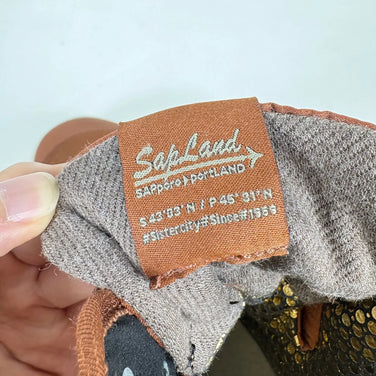 SapLand
SAPporo▸portLAND
S 43°03'N / P 45°31'N
#Sistercity#Since#1959